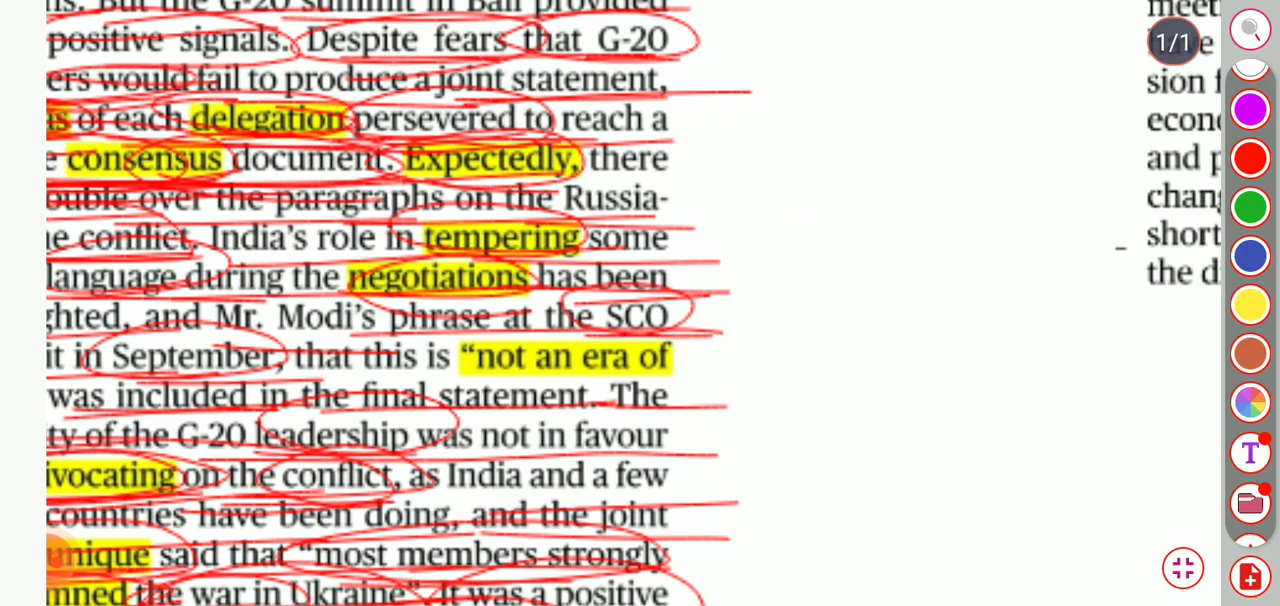 ns. But the G-20 summit in Bali provided
positive signals. Despite fears that G-20
ers would fail to produce a joint statement,
as of each delegation persevered to reach a
e consensus document. Expectedly, there
ouble over the paragraphs on the Russia-
ne conflict. India's role in tempering some
language during the negotiations has been
ghted, and Mr. Modi's phrase at the SCO
it in September, that this is "not an era of
was included in the final statement. The
ty of the G-20 leadership was not in favour
ivocating on the conflict, as India and a few
countries have been doing, and the joint
unique said that "most members strongly
mned the war in Ukraine". It was a positive
meet
1/1
sion f
econo
and p
chang
short
the d
T